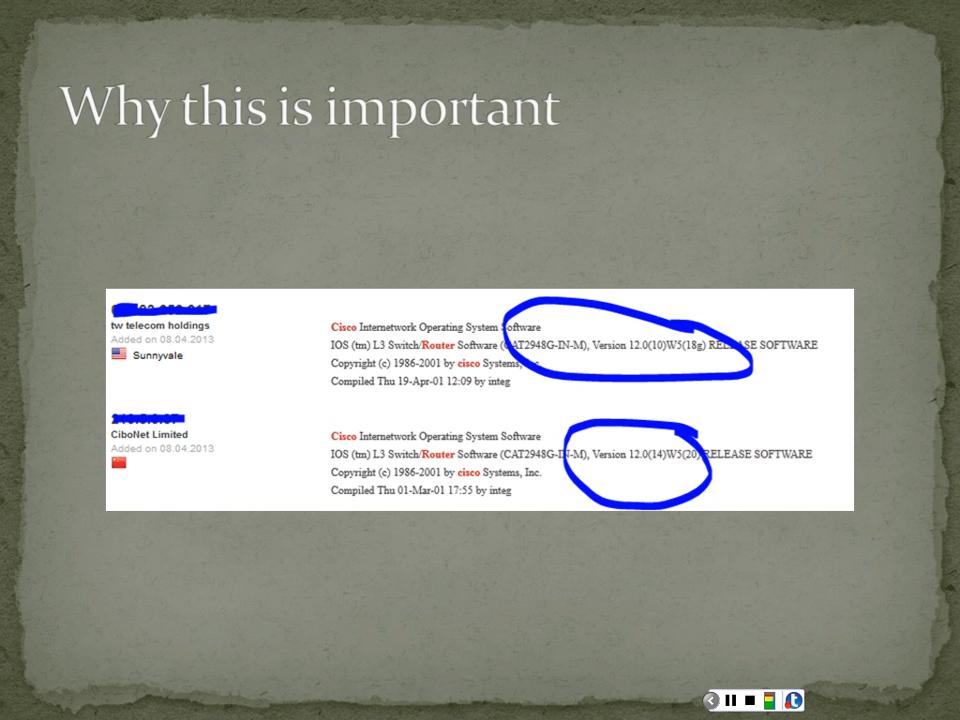 Why this is important
tw telecom holdings
Added on 08.04.2013
Sunnyvale
Cisco Internetwork Operating System Software
IOS (tm) L3 Switch/Router Software (CAT2948G-IN-M), Version 12.0(10)W5(18g) RELEASE SOFTWARE
Copyright (c) 1986-2001 by cisco Systems, Inc.
Compiled Thu 19-Apr-01 12:09 by integ
CiboNet Limited
Added on 08.04.2013
Cisco Internetwork Operating System Software
IOS (tm) L3 Switch/Router Software (CAT2948G-IN-M), Version 12.0(14)W5(20) RELEASE SOFTWARE
Copyright (c) 1986-2001 by cisco Systems, Inc.
Compiled Thu 01-Mar-01 17:55 by integ